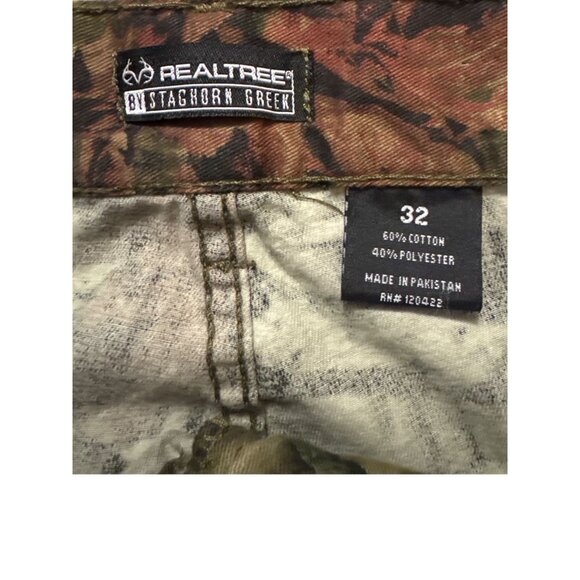 REALTREE®
BY STAGHORN CREEK
32
60% COTTON
40% POLYESTER
MADE IN PAKISTAN
RN# 120422